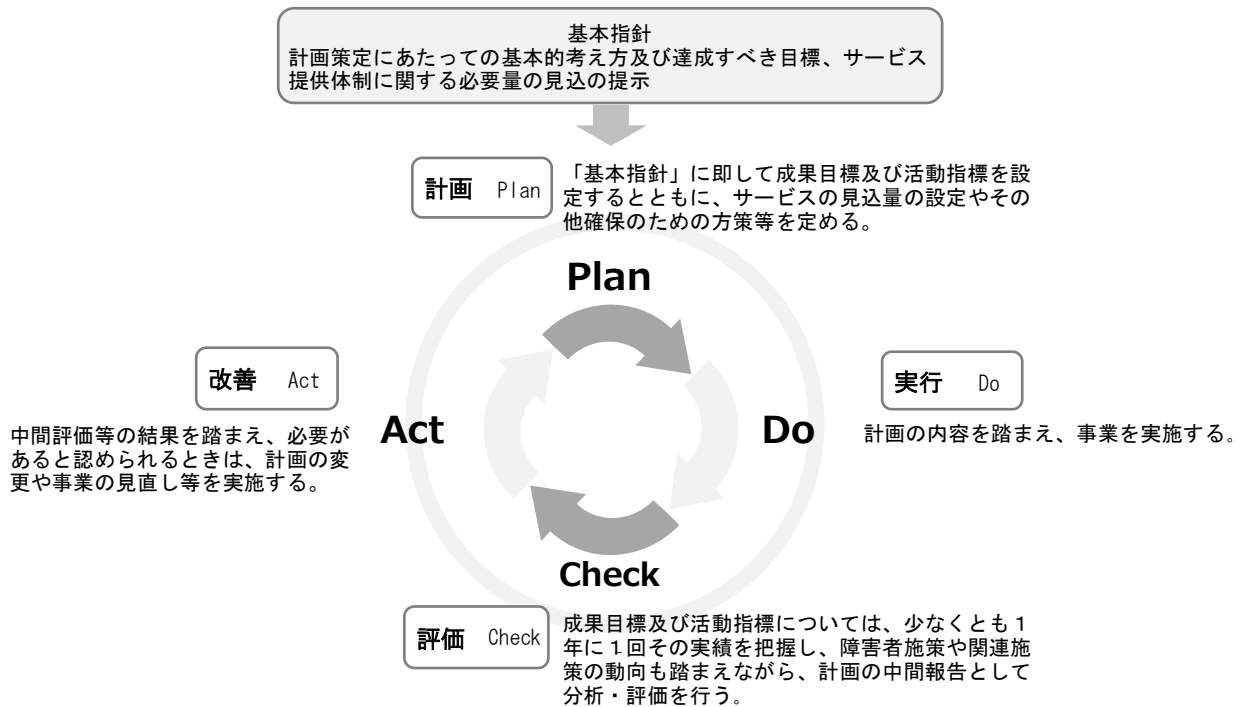 基本指針
計画策定にあたっての基本的考え方及び達成すべき目標、サービス
提供体制に関する必要量の見込の提示
計画 Plan
「基本指針」に即して成果目標及び活動指標を設
定するとともに、サービスの見込量の設定やその
他確保のための方策等を定める。
Plan
改善 Act
中間評価等の結果を踏まえ、必要が
あると認められるときは、計画の変
更や事業の見直し等を実施する。
Act
Do
実行 Do
計画の内容を踏まえ、事業を実施する。
Check
評価 Check
成果目標及び活動指標については、少なくとも１
年に１回その実績を把握し、障害者施策や関連施
策の動向も踏まえながら、計画の中間報告として
分析・評価を行う。